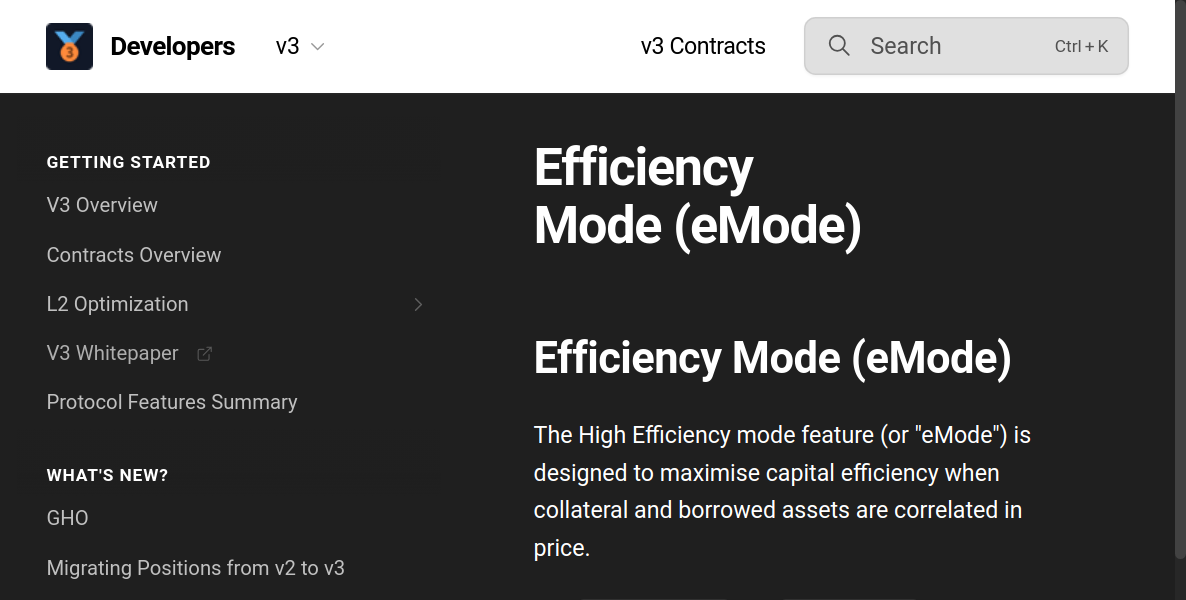 3
Developers
v3
v3 Contracts
Search
Ctrl + K
GETTING STARTED
V3 Overview
Contracts Overview
L2 Optimization
V3 Whitepaper
Protocol Features Summary
WHAT'S NEW?
GHO
Migrating Positions from v2 to v3
Efficiency
Mode (eMode)
Efficiency Mode (eMode)
The High Efficiency mode feature (or "eMode") is
designed to maximise capital efficiency when
collateral and borrowed assets are correlated in
price.